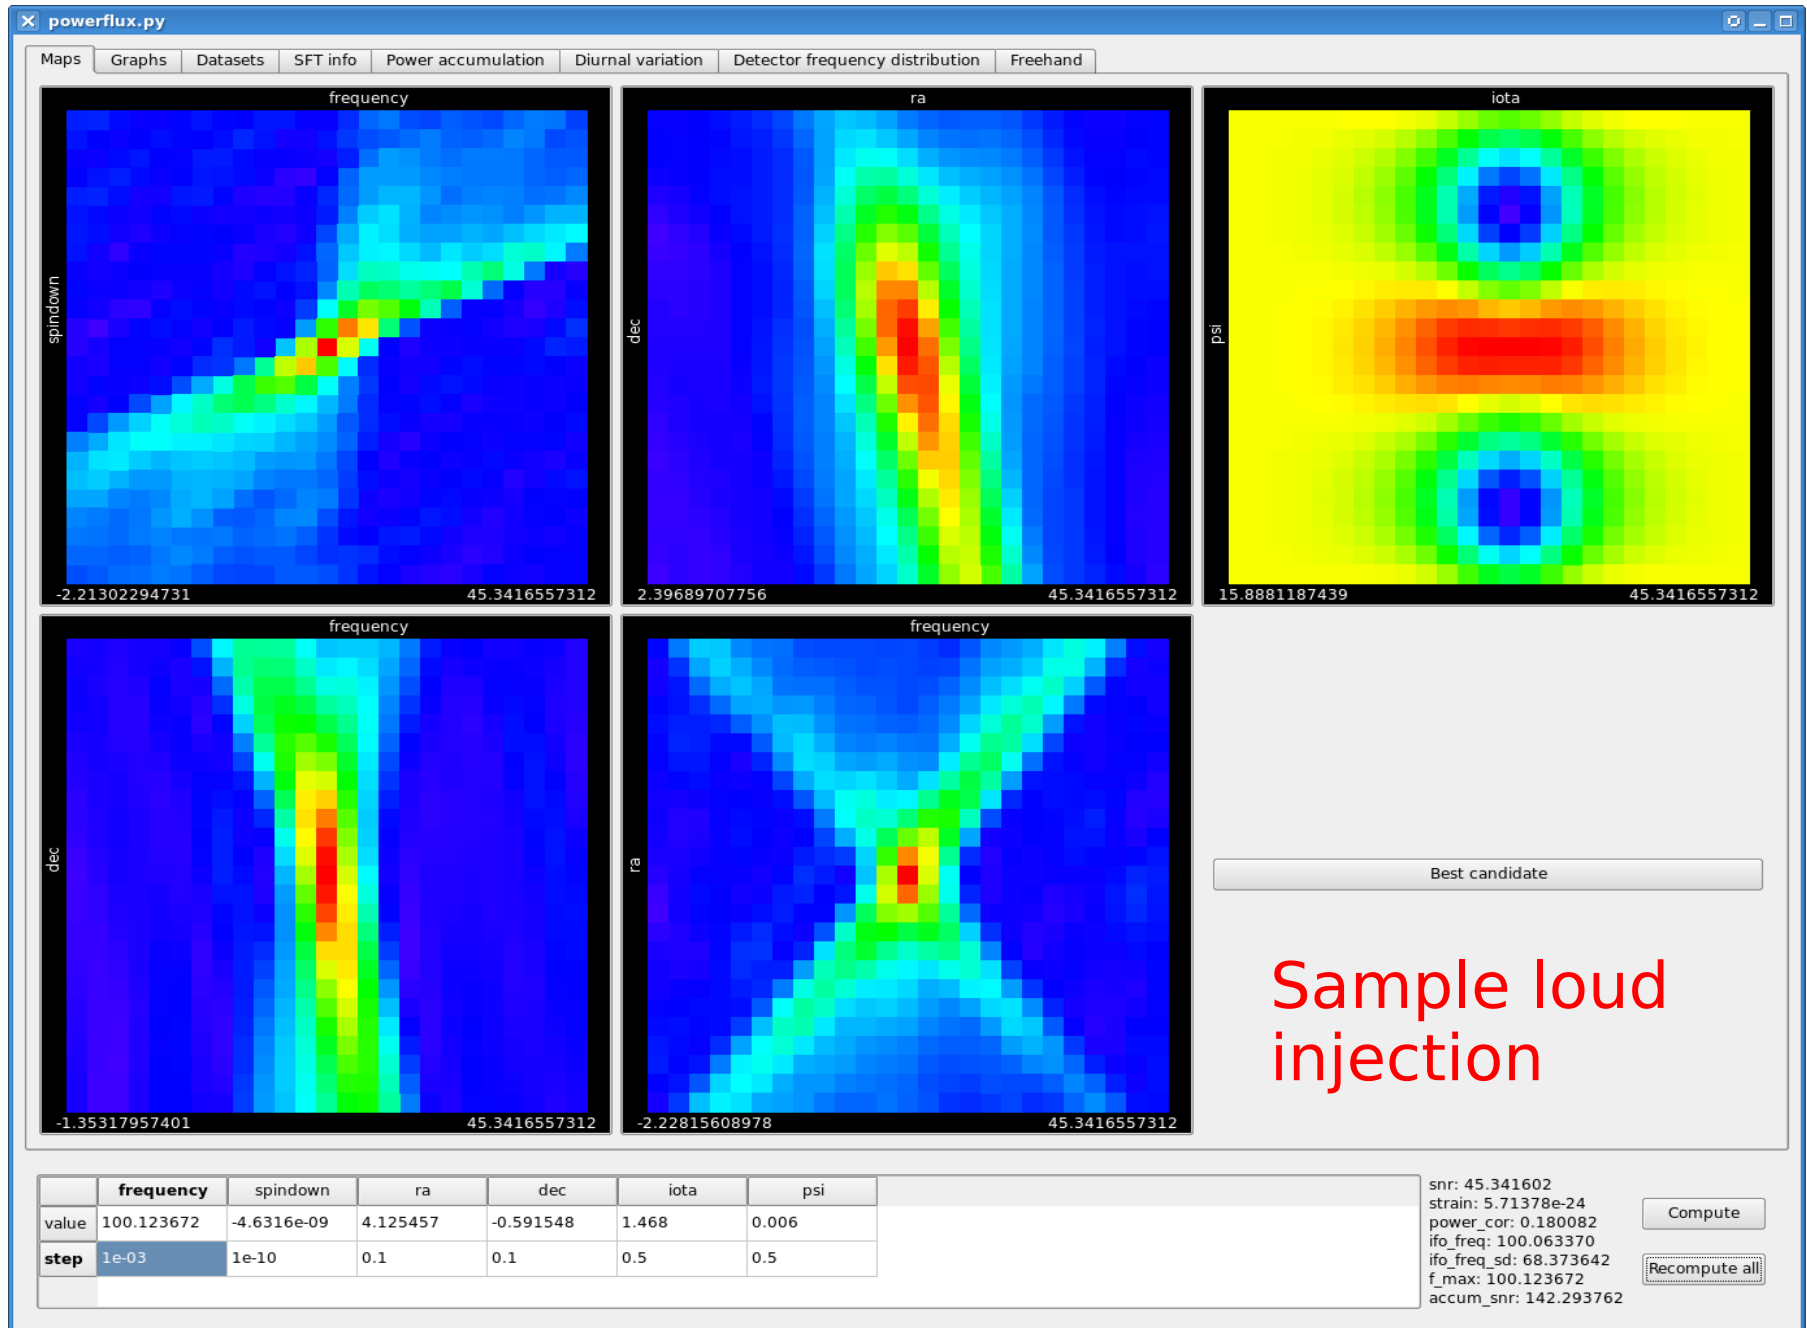 powerflux.py
Maps Graphs Datasets SFT info Power accumulation Diurnal variation Detector frequency distribution Freehand
frequency
spindown
-2.21302294731 45.3416557312
ra
dec
2.39689707756 45.3416557312
iota
psi
15.8881187439 45.3416557312
frequency
dec
-1.35317957401 45.3416557312
frequency
ra
-2.22815608978 45.3416557312
Best candidate
Sample loud
injection
frequency spindown ra dec iota psi
value 100.123672 -4.6316e-09 4.125457 -0.591548 1.468 0.006
step 1e-03 1e-10 0.1 0.1 0.5 0.5
snr: 45.341602
strain: 5.71378e-24
power_cor: 0.180082
ifo_freq: 100.063370
ifo_freq_sd: 68.373642
f_max: 100.123672
accum_snr: 142.293762
Compute
Recompute all